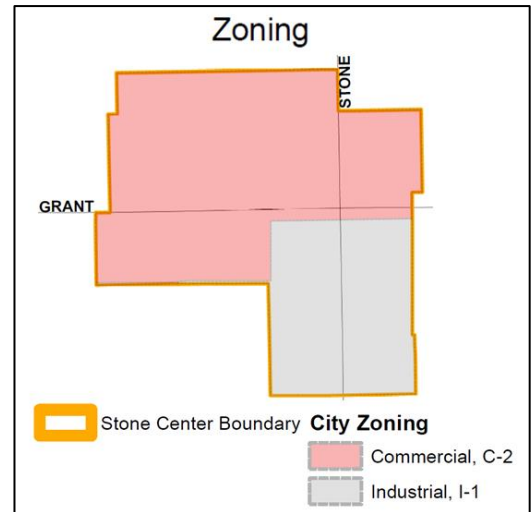 Zoning
STONE
GRANT
Stone Center Boundary
City Zoning
Commercial, C-2
Industrial, I-1